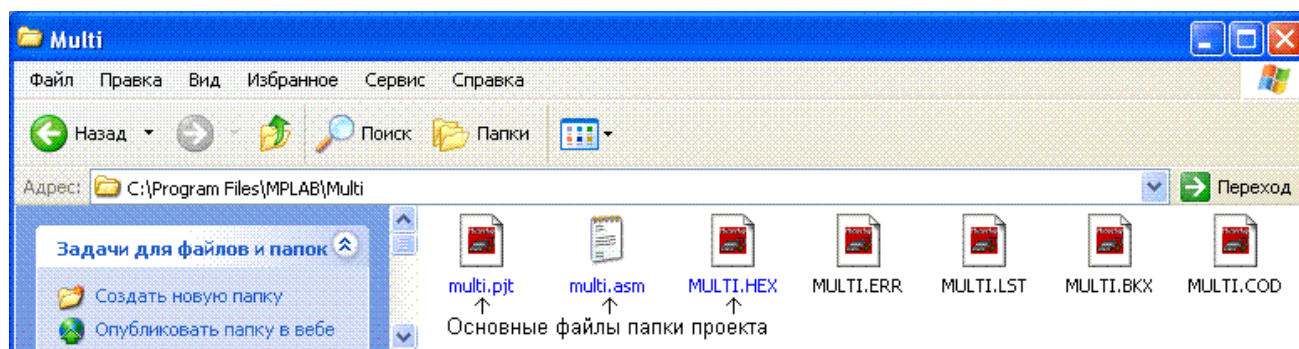 Multi
Файл Правка Вид Избранное Сервис Справка
Назад Поиск Папки
Адрес: C:\Program Files\MPLAB\Multi Переход
Задачи для файлов и папок
Создать новую папку
Опубликовать папку в вебе
multi.pjt multi.asm MULTI.HEX MULTI.ERR MULTI.LST MULTI.BKX MULTI.COD
Основные файлы папки проекта